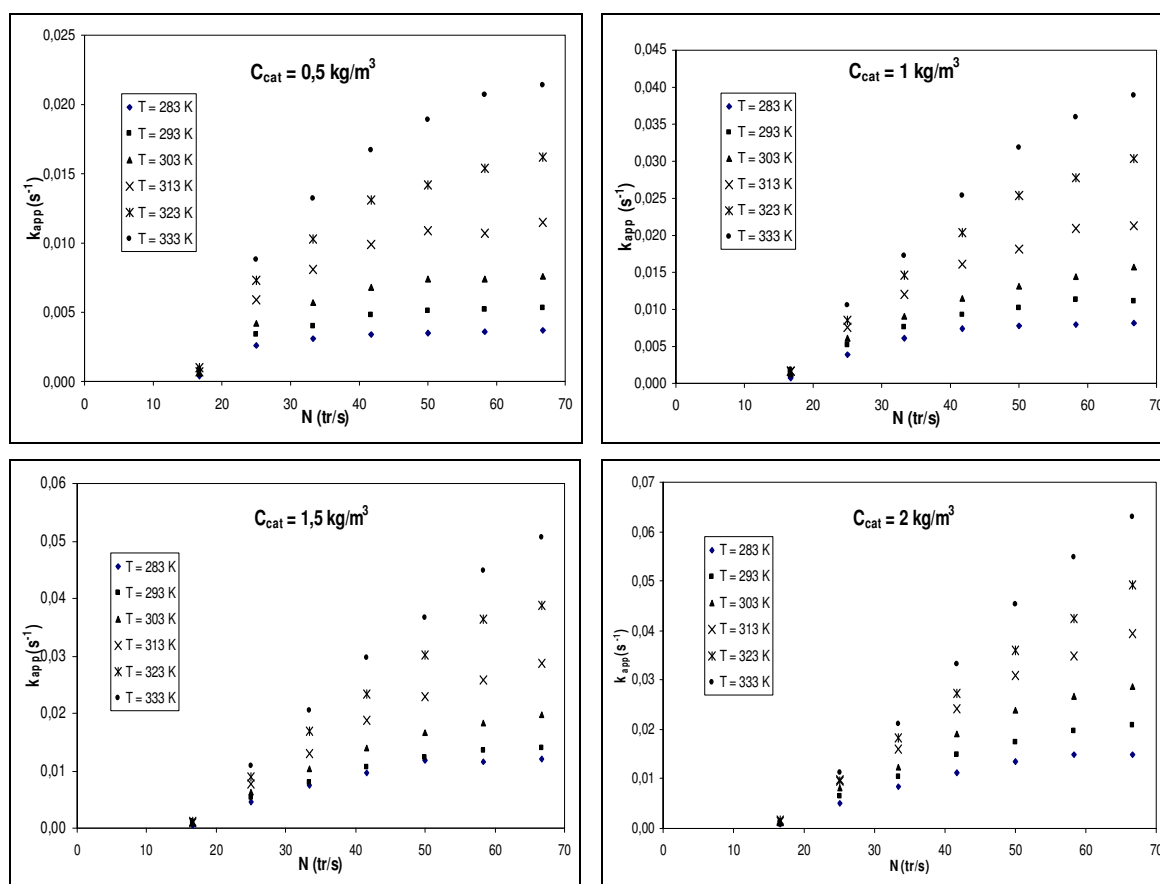 C_cat = 0,5 kg/m³
k_app (s⁻¹)
0,025
0,020
0,015
0,010
0,005
0,000
T = 283 K
T = 293 K
T = 303 K
T = 313 K
T = 323 K
T = 333 K
0 10 20 30 40 50 60 70
N (tr/s)
C_cat = 1 kg/m³
k_app (s⁻¹)
0,045
0,040
0,035
0,030
0,025
0,020
0,015
0,010
0,005
0,000
T = 283 K
T = 293 K
T = 303 K
T = 313 K
T = 323 K
T = 333 K
0 10 20 30 40 50 60 70
N (tr/s)
C_cat = 1,5 kg/m³
k_app (s⁻¹)
0,06
0,05
0,04
0,03
0,02
0,01
0,00
T = 283 K
T = 293 K
T = 303 K
T = 313 K
T = 323 K
T = 333 K
0 10 20 30 40 50 60 70
N (tr/s)
C_cat = 2 kg/m³
k_app (s⁻¹)
0,07
0,06
0,05
0,04
0,03
0,02
0,01
0,00
T = 283 K
T = 293 K
T = 303 K
T = 313 K
T = 323 K
T = 333 K
0 10 20 30 40 50 60 70
N (tr/s)